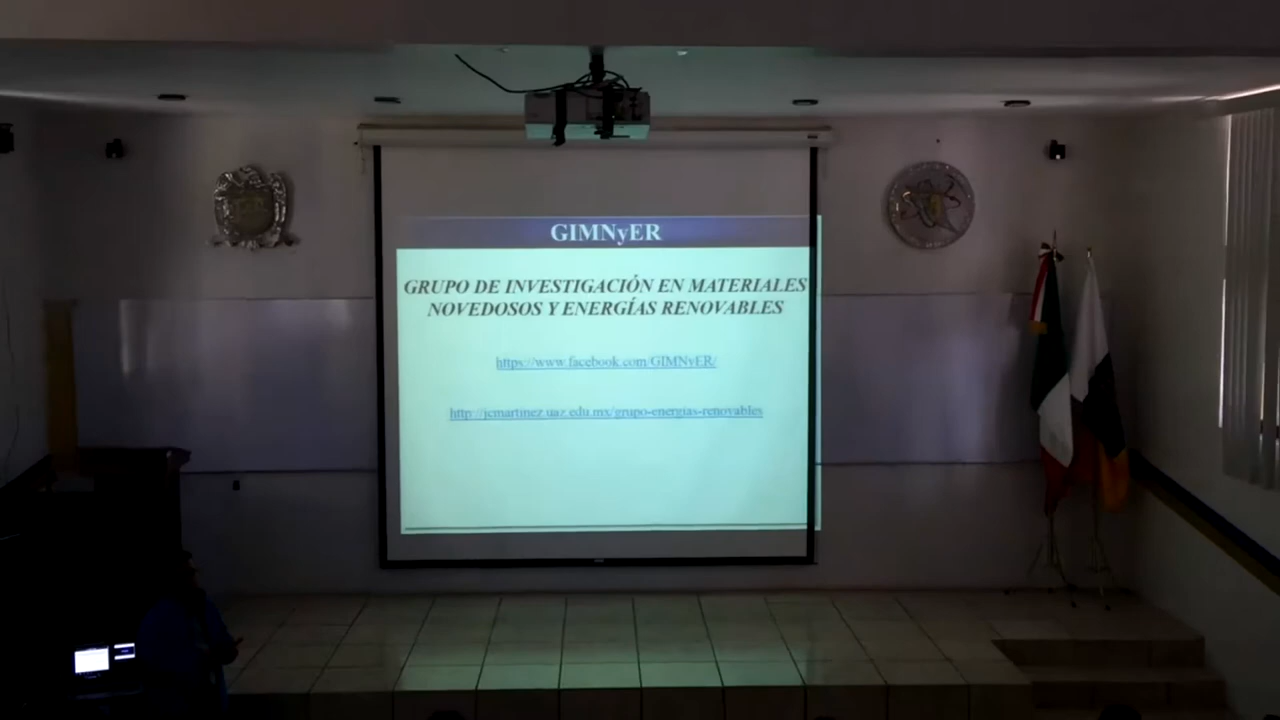 GIMNyER
GRUPO DE INVESTIGACIÓN EN MATERIALES
NOVEDOSOS Y ENERGÍAS RENOVABLES
https://www.facebook.com/GIMNyER/
http://jcmartinez.uaz.edu.mx/grupo-energias-renovables